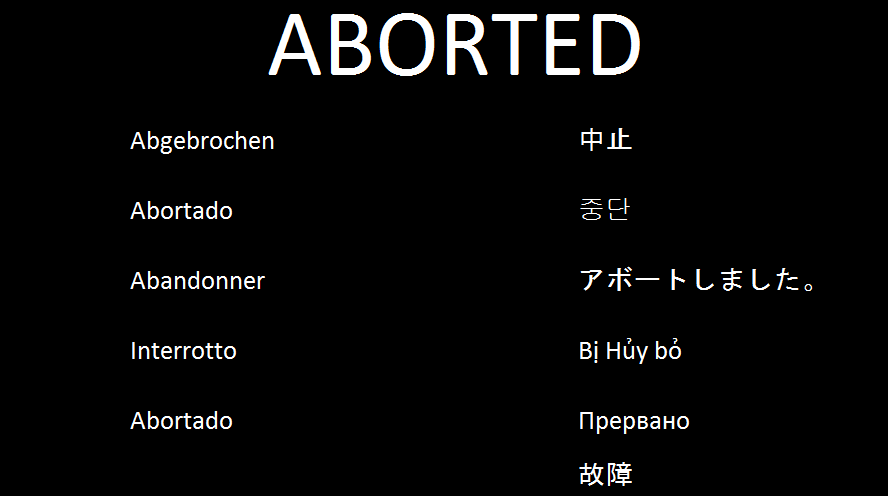 ABORTED
Abgebrochen
中止
Abortado
중단
Abandonner
アボートしました。
Interrotto
Bị Hủy bỏ
Abortado
Прервано
故障